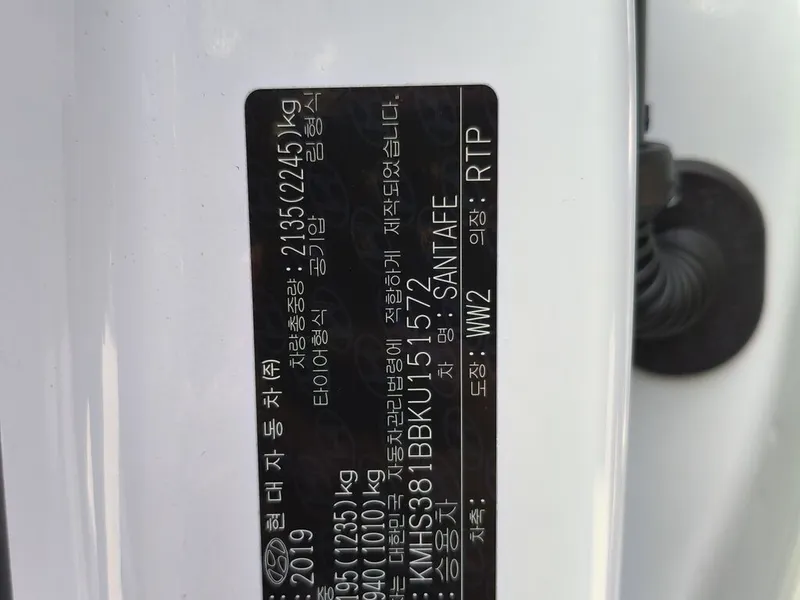 : 현대자동차(주)
: 2019 차량총중량: 2135(2245)kg
타이어형식 공기압 림형식
195(1235)kg
940(1010)kg
는 대한민국 자동차관리법령에 적합하게 제작되었습니다.
: KMHS381BBKU151572
: 승용차 차 명: SANTAFE
차축: 도장: WW2 의장: RTP